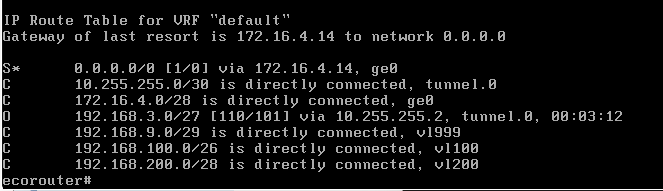 IP Route Table for VRF "default"
Gateway of last resort is 172.16.4.14 to network 0.0.0.0
S* 0.0.0.0/0 [1/0] via 172.16.4.14, ge0
C 10.255.255.0/30 is directly connected, tunnel.0
C 172.16.4.0/28 is directly connected, ge0
O 192.168.3.0/27 [110/101] via 10.255.255.2, tunnel.0, 00:03:12
C 192.168.9.0/29 is directly connected, vl999
C 192.168.100.0/26 is directly connected, vl100
C 192.168.200.0/28 is directly connected, vl200
ecorouter#